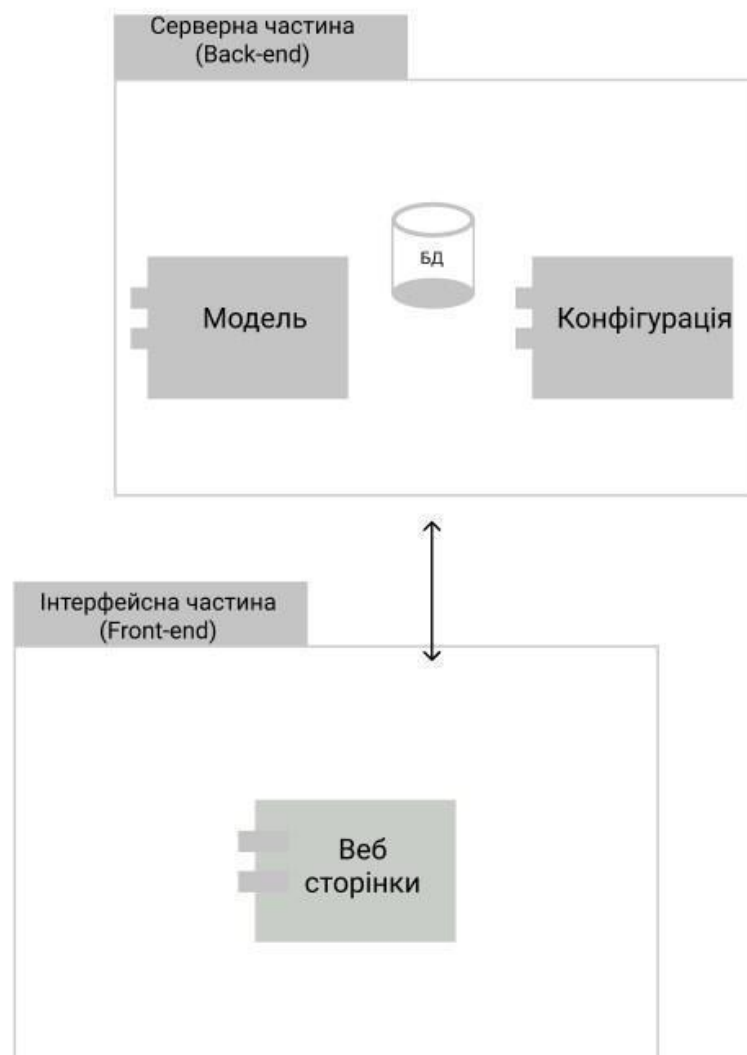 Серверна частина
(Back-end)
БД
Модель
Конфігурація
Інтерфейсна частина
(Front-end)
Веб
сторінки